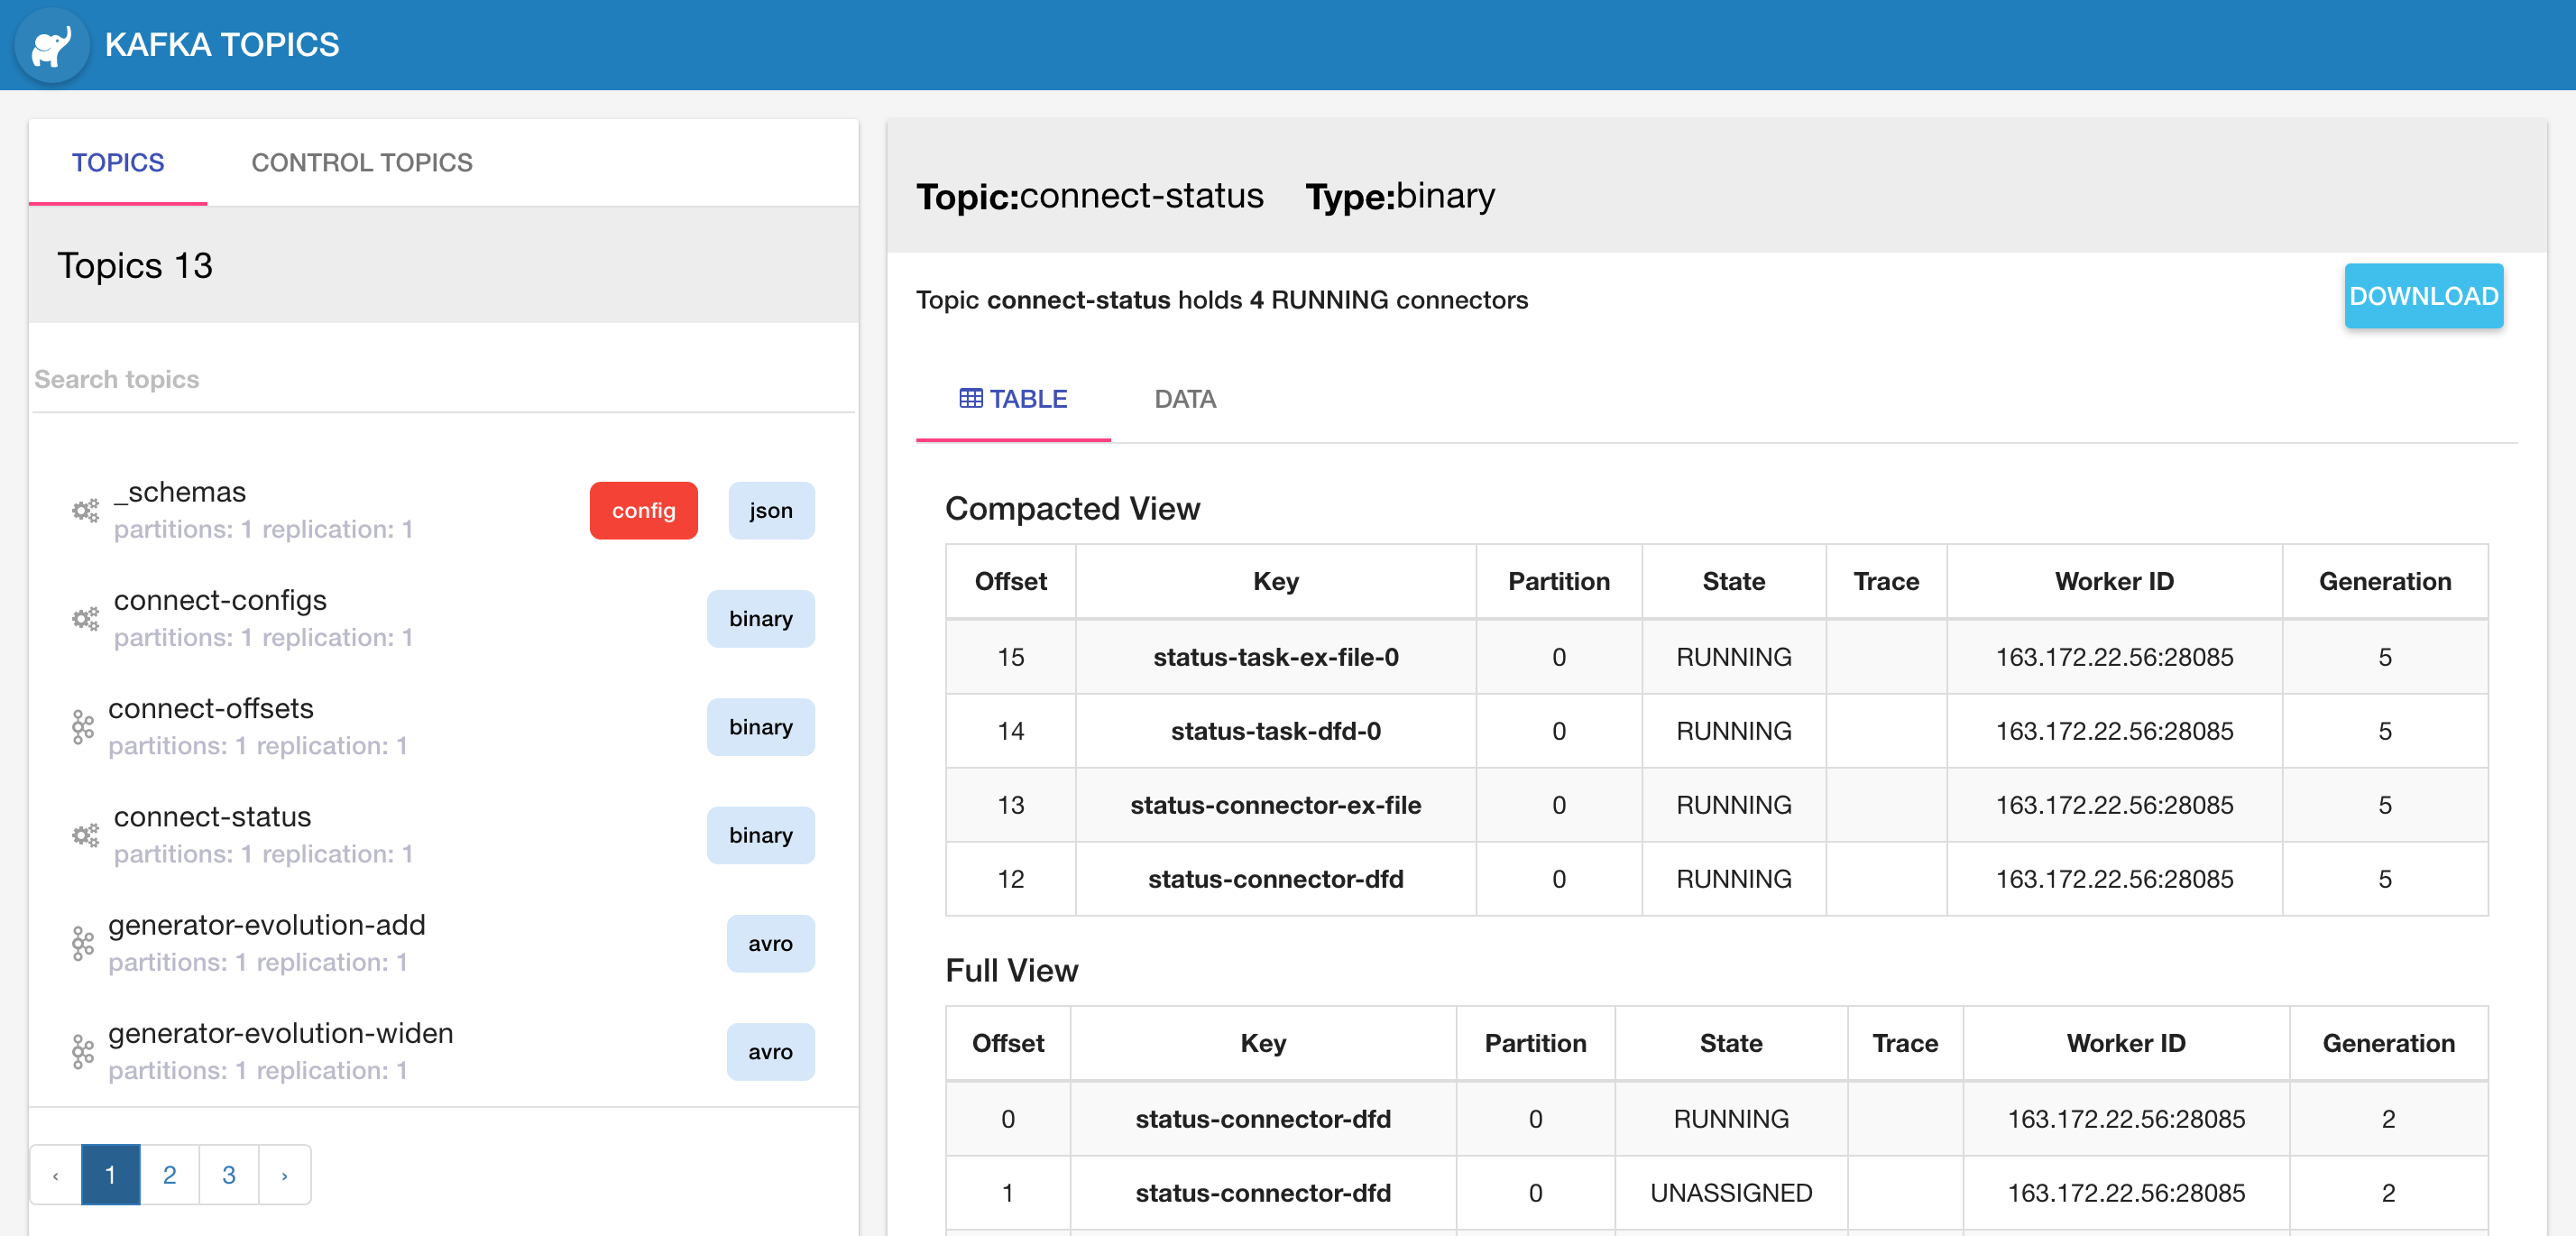 KAFKA TOPICS
TOPICS CONTROL TOPICS
Topics 13
Search topics
_schemas
partitions: 1 replication: 1
config json
connect-configs
partitions: 1 replication: 1
binary
connect-offsets
partitions: 1 replication: 1
binary
connect-status
partitions: 1 replication: 1
binary
generator-evolution-add
partitions: 1 replication: 1
avro
generator-evolution-widen
partitions: 1 replication: 1
avro
‹ 1 2 3 ›
Topic:connect-status Type:binary
Topic connect-status holds 4 RUNNING connectors
DOWNLOAD
TABLE DATA
Compacted View
Offset Key Partition State Trace Worker ID Generation
15 status-task-ex-file-0 0 RUNNING 163.172.22.56:28085 5
14 status-task-dfd-0 0 RUNNING 163.172.22.56:28085 5
13 status-connector-ex-file 0 RUNNING 163.172.22.56:28085 5
12 status-connector-dfd 0 RUNNING 163.172.22.56:28085 5
Full View
Offset Key Partition State Trace Worker ID Generation
0 status-connector-dfd 0 RUNNING 163.172.22.56:28085 2
1 status-connector-dfd 0 UNASSIGNED 163.172.22.56:28085 2